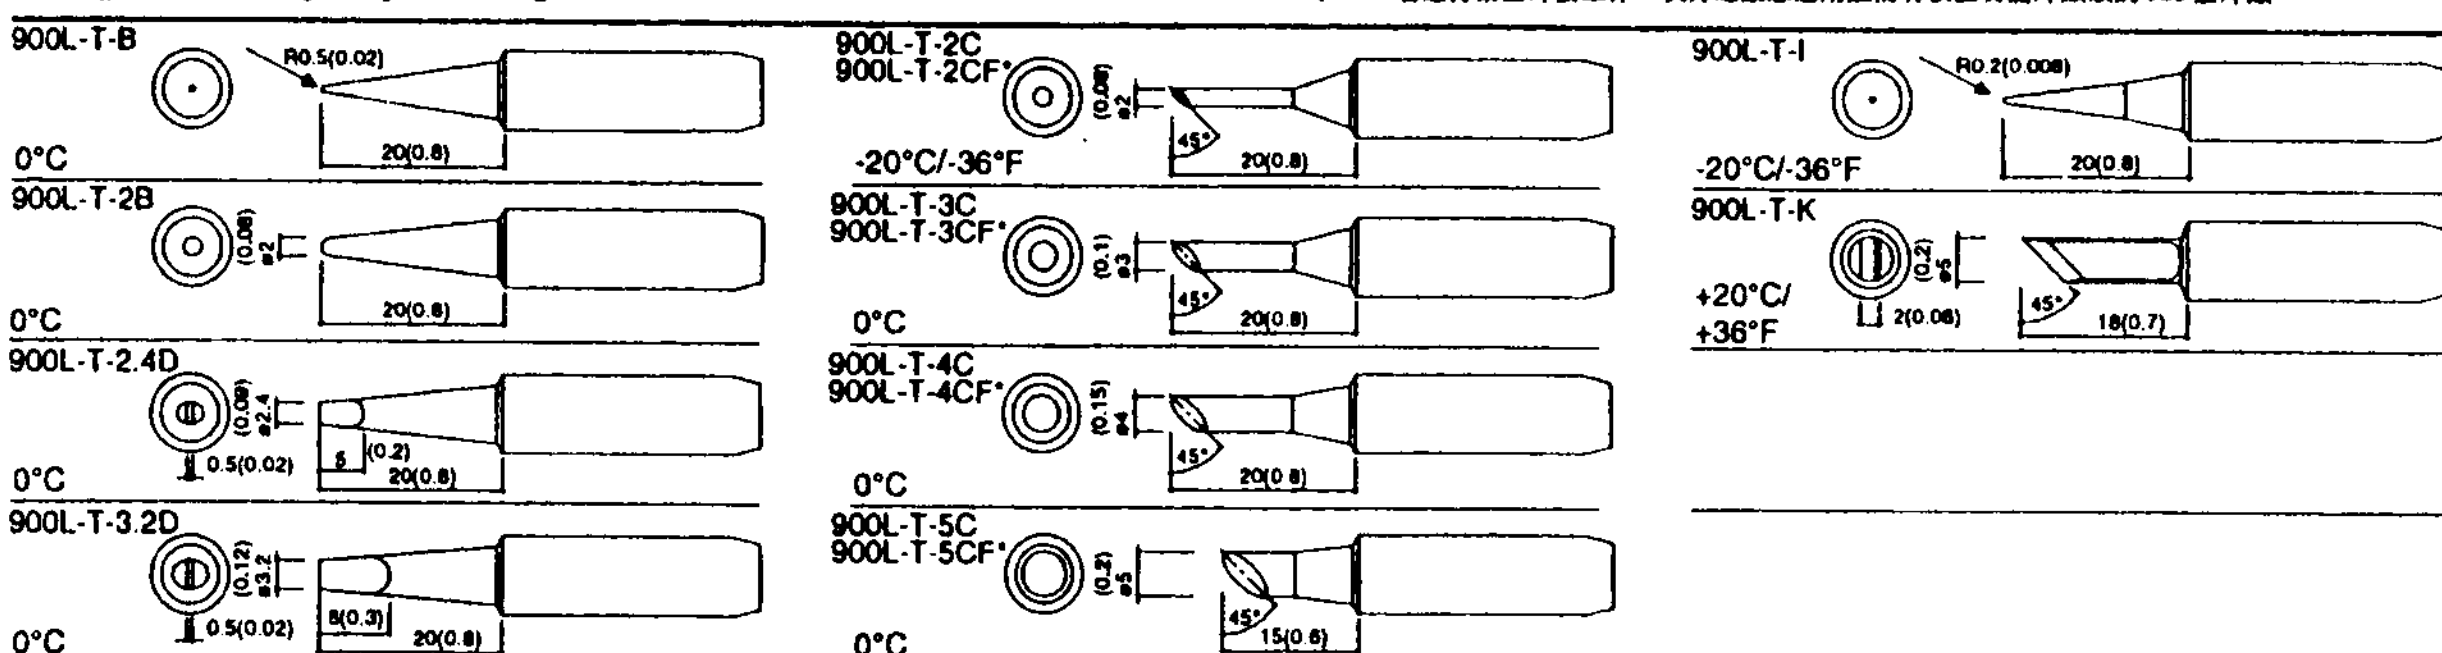 900L-T-B
R0.5(0.02)
20(0.8)
0°C
900L-T-2B
(0.08)
ø2
20(0.8)
0°C
900L-T-2.4D
(0.09)
ø2.4
0.5(0.02)
5
(0.2)
20(0.8)
0°C
900L-T-3.2D
(0.12)
ø3.2
0.5(0.02)
8(0.3)
20(0.8)
0°C
900L-T-2C
900L-T-2CF*
(0.08)
ø2
45°
20(0.8)
-20°C/-36°F
900L-T-3C
900L-T-3CF*
(0.1)
ø3
45°
20(0.8)
0°C
900L-T-4C
900L-T-4CF*
(0.15)
ø4
45°
20(0.8)
0°C
900L-T-5C
900L-T-5CF*
(0.2)
ø5
45°
15(0.6)
0°C
900L-T-I
R0.2(0.008)
20(0.8)
-20°C/-36°F
900L-T-K
(0.2)
ø5
2(0.08)
45°
18(0.7)
+20°C/
+36°F